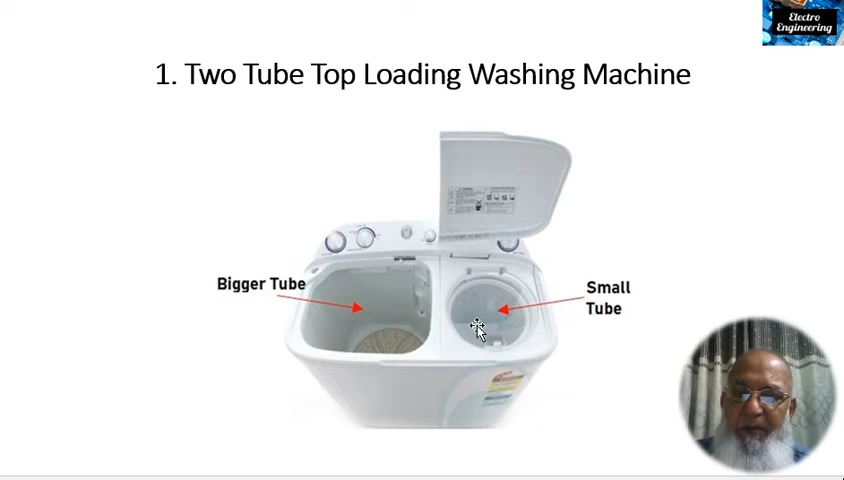 Electro
Engineering
1. Two Tube Top Loading Washing Machine
Bigger Tube
Small
Tube